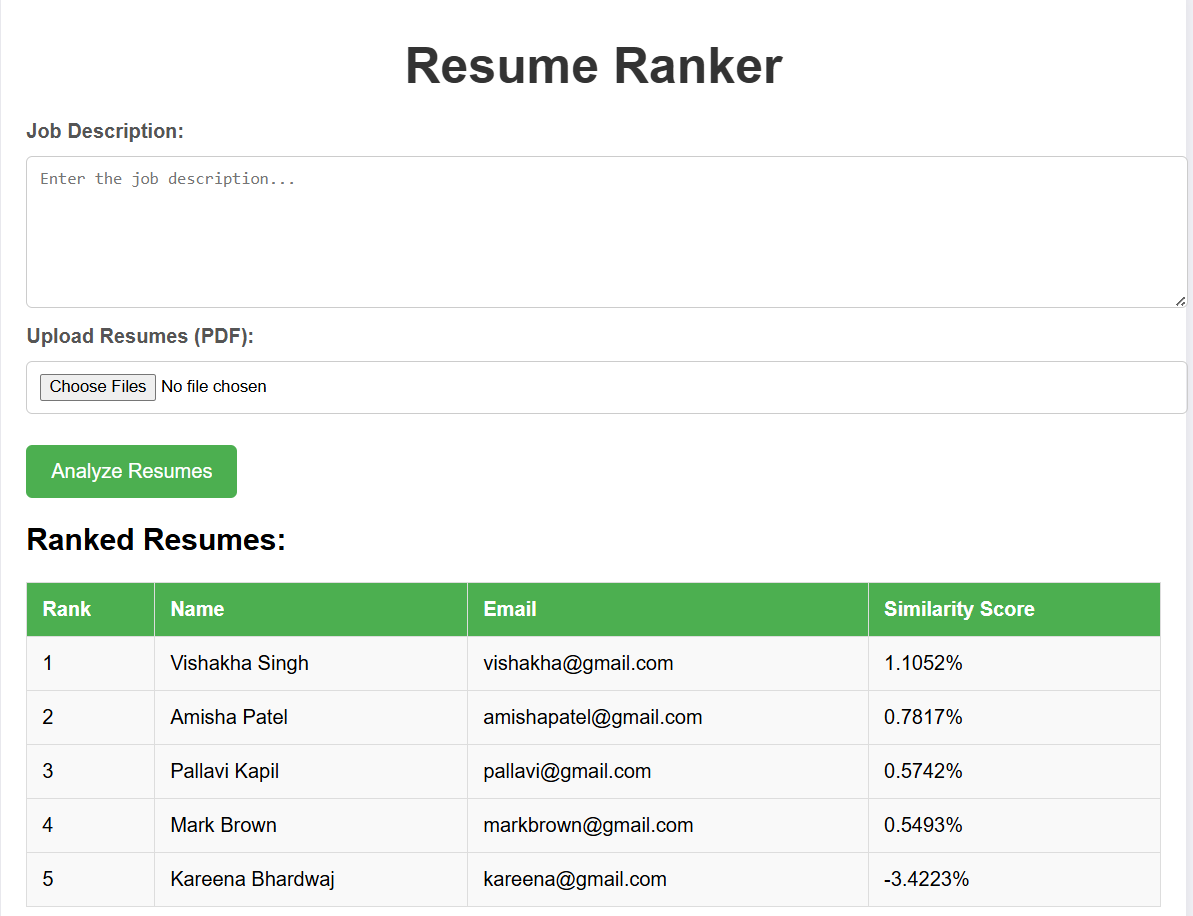 Resume Ranker
Job Description:
Enter the job description...
Upload Resumes (PDF):
Choose Files No file chosen
Analyze Resumes
Ranked Resumes:
Rank Name Email Similarity Score
1 Vishakha Singh vishakha@gmail.com 1.1052%
2 Amisha Patel amishapatel@gmail.com 0.7817%
3 Pallavi Kapil pallavi@gmail.com 0.5742%
4 Mark Brown markbrown@gmail.com 0.5493%
5 Kareena Bhardwaj kareena@gmail.com -3.4223%